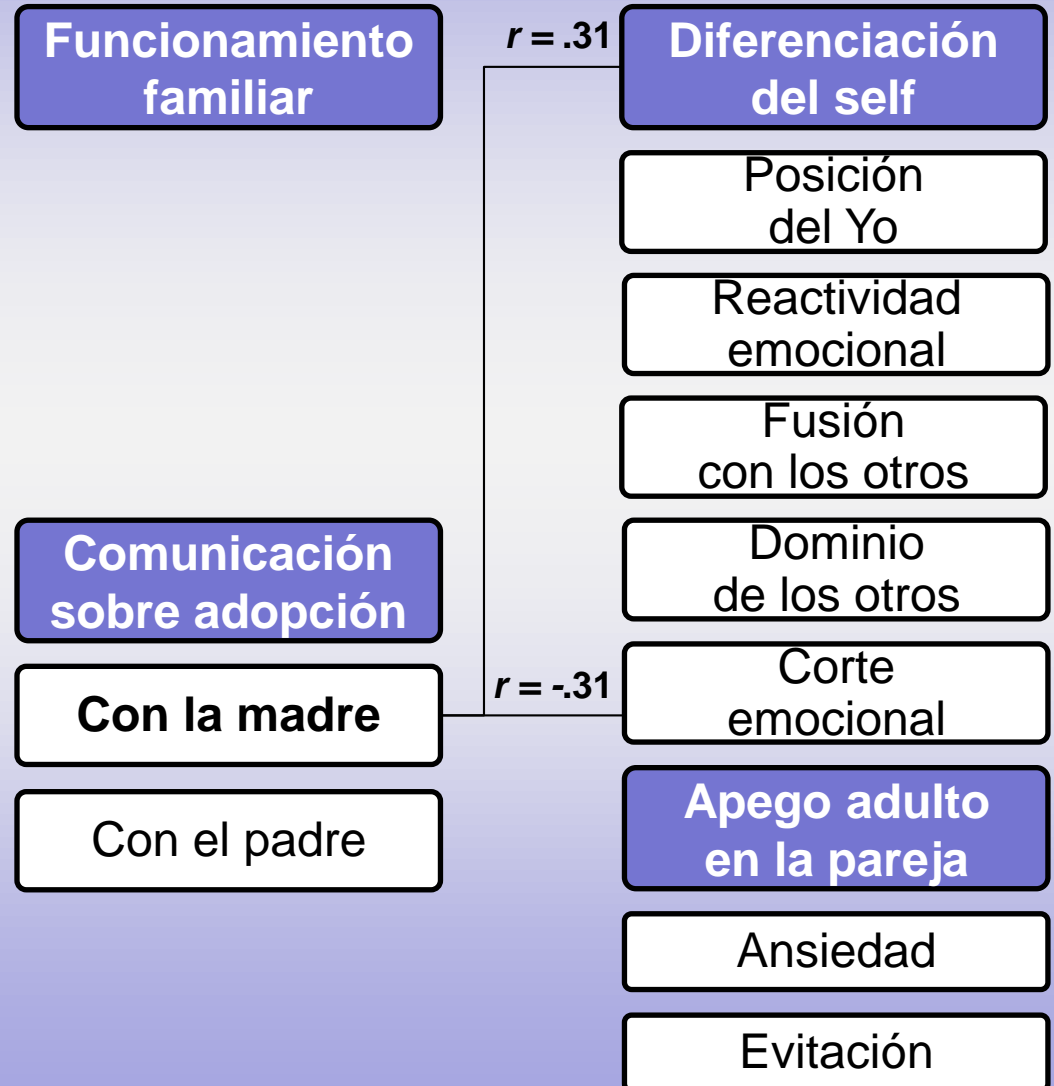 Funcionamiento
familiar
Comunicación
sobre adopción
Con la madre
Con el padre
r = .31
r = -.31
Diferenciación
del self
Posición
del Yo
Reactividad
emocional
Fusión
con los otros
Dominio
de los otros
Corte
emocional
Apego adulto
en la pareja
Ansiedad
Evitación